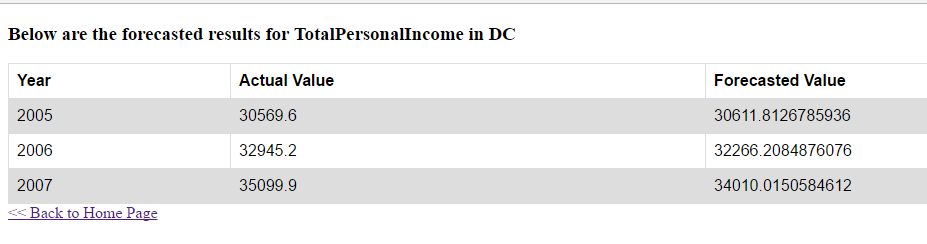 Below are the forecasted results for TotalPersonalIncome in DC
Year Actual Value Forecasted Value
2005 30569.6 30611.8126785936
2006 32945.2 32266.2084876076
2007 35099.9 34010.0150584612
<< Back to Home Page